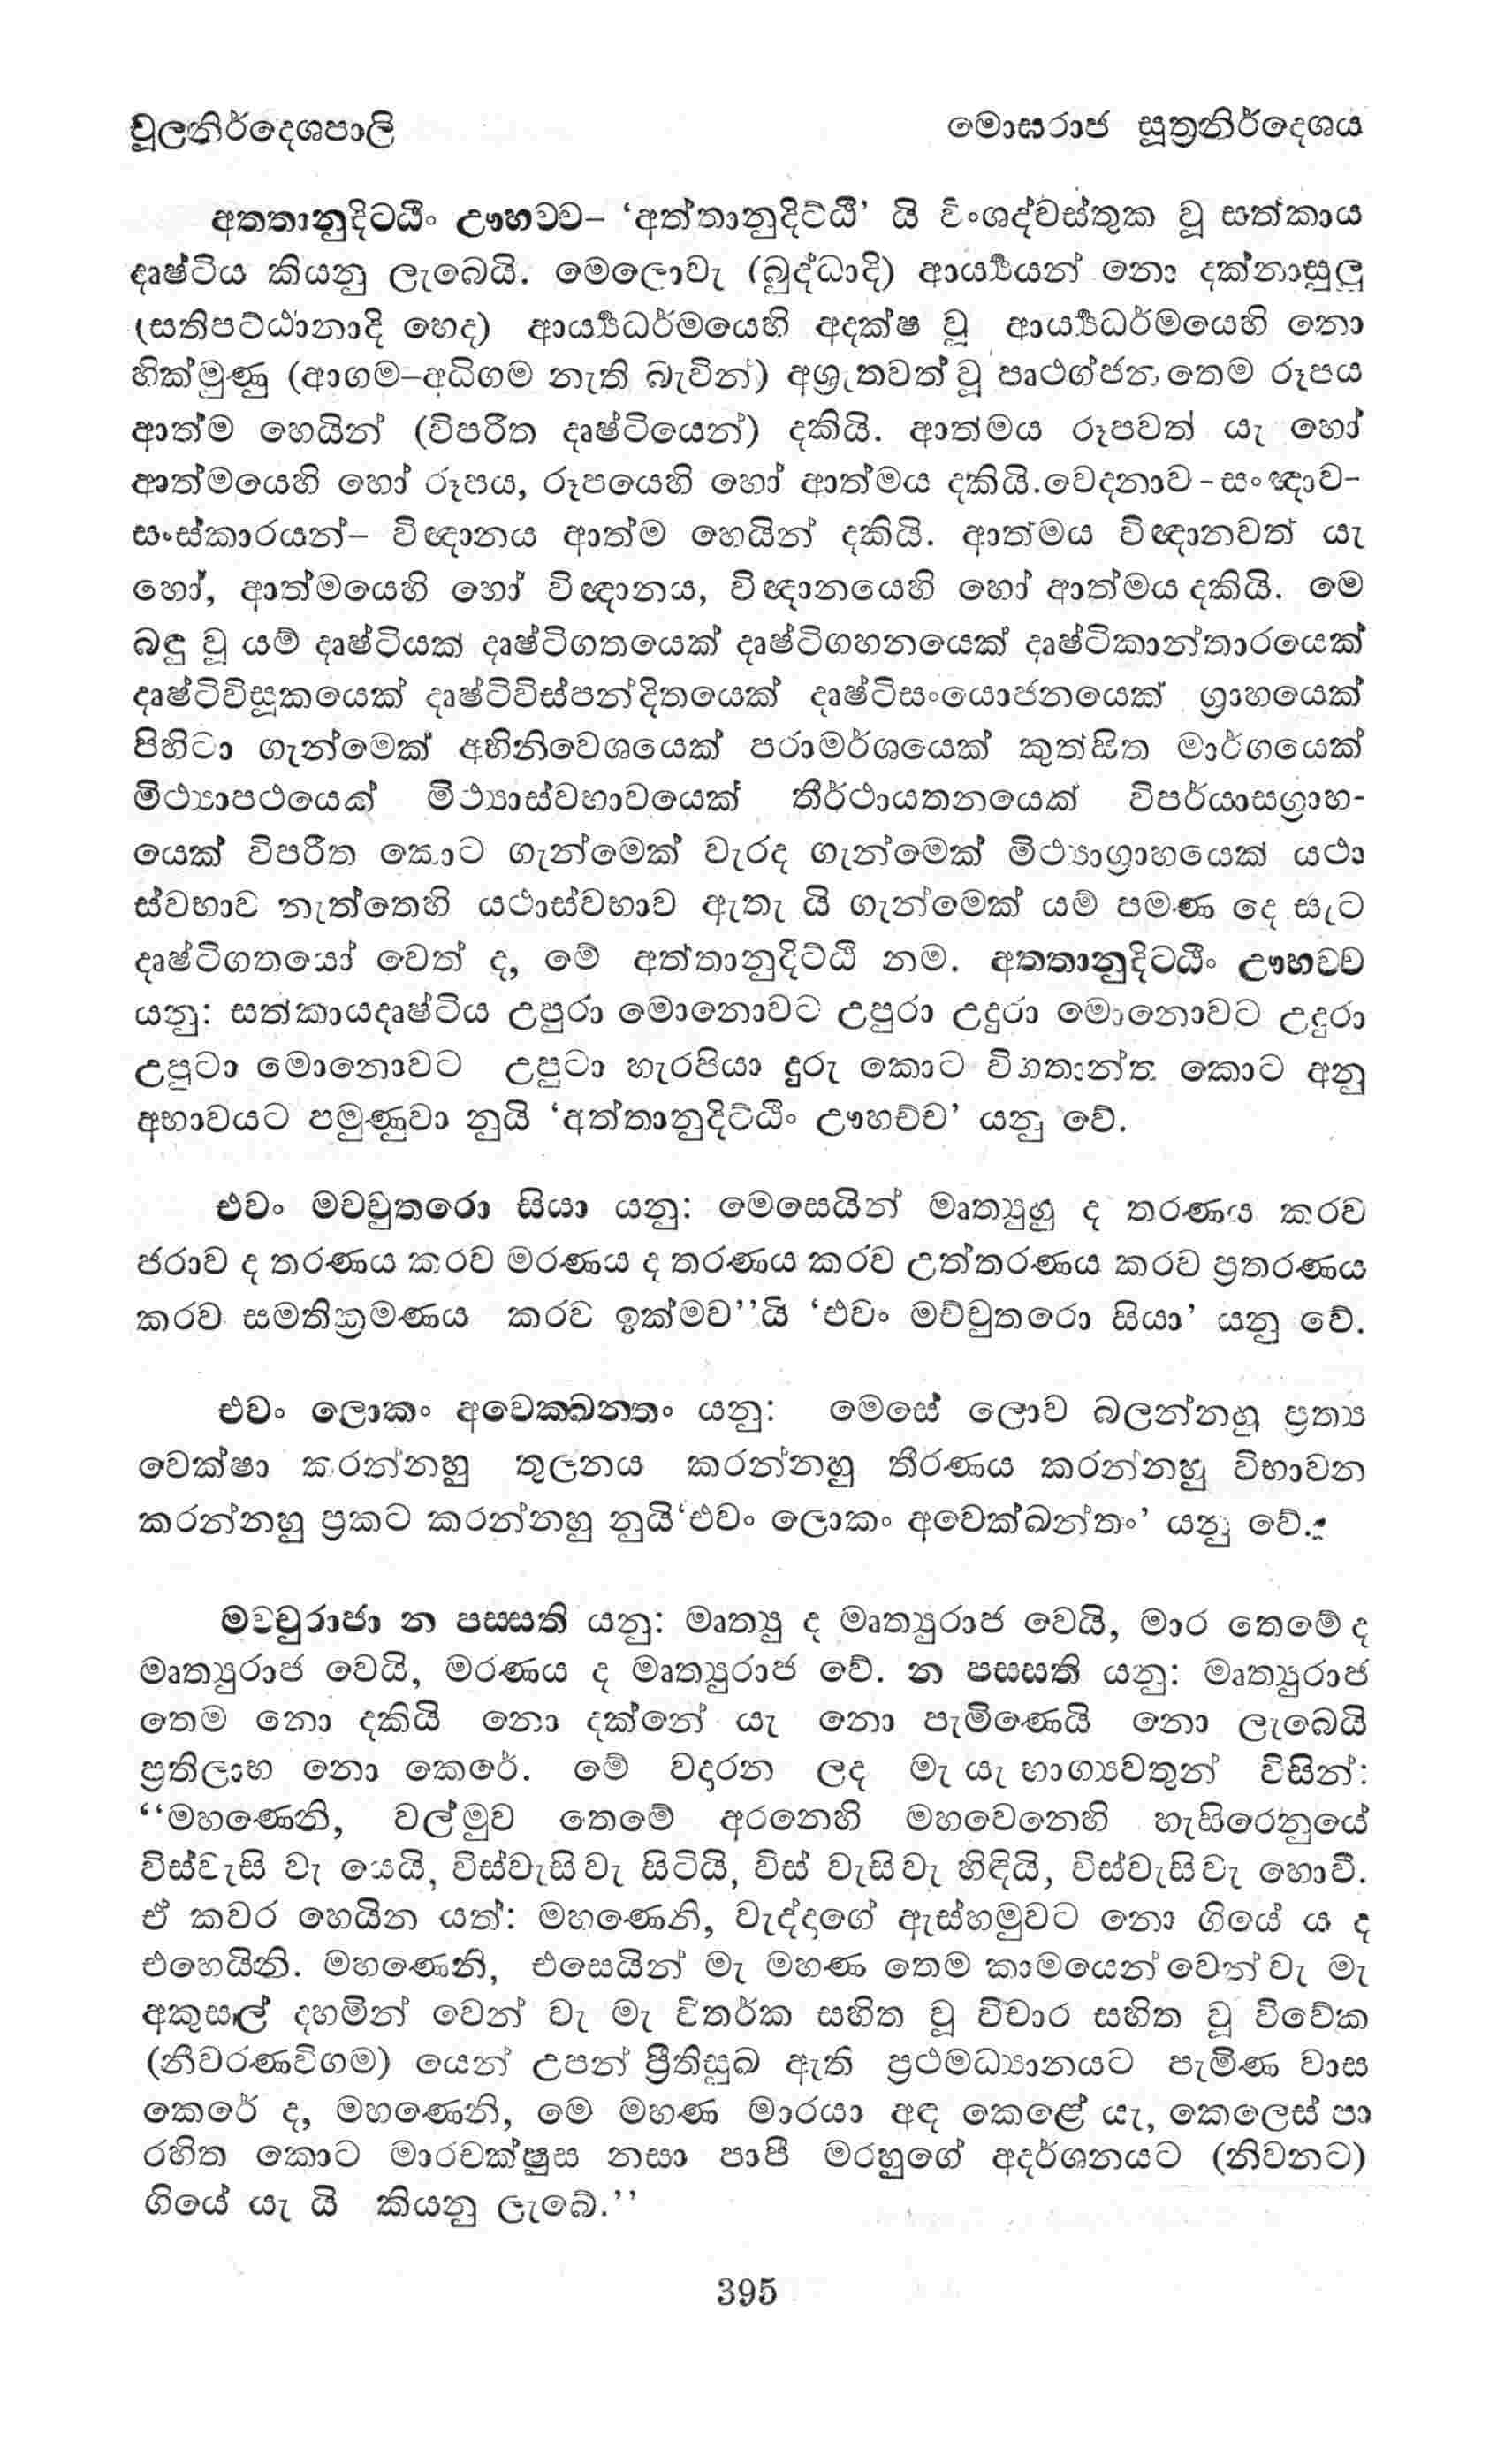 චූලනිර්දෙශපාලි මොඝරාජ සූත්‍රනිර්දෙශය
අත්තානුදිට්ඨිං ඌහච්ච– ‘අත්තානුදිට්ඨි’ යි විංශද්වස්තුක වූ සත්කාය
දෘෂ්ටිය කියනු ලැබෙයි. මෙලොවැ (බුද්ධාදි) ආර්‍ය්‍යයන් නො දක්නාසුලු
(සතිපට්ඨානාදි භෙද) ආර්‍ය්‍යධර්මයෙහි අදක්ෂ වූ ආර්‍ය්‍යධර්මයෙහි නො
හික්මුණු (ආගම–අධිගම නැති බැවින්) අශ්‍රැතවත් වූ පෘථග්ජන තෙම රූපය
ආත්ම හෙයින් (විපරීත දෘෂ්ටියෙන්) දකියි. ආත්මය රූපවත් යැ හෝ
ආත්මයෙහි හෝ රූපය, රූපයෙහි හෝ ආත්මය දකියි.වෙදනාව-සංඥාව-
සංස්කාරයන්– විඥානය ආත්ම හෙයින් දකියි. ආත්මය විඥානවත් යැ
හෝ, ආත්මයෙහි හෝ විඥානය, විඥානයෙහි හෝ ආත්මය දකියි. මෙ
බඳු වූ යම් දෘෂ්ටියක් දෘෂ්ටිගතයෙක් දෘෂ්ටිගහනයෙක් දෘෂ්ටිකාන්තාරයෙක්
දෘෂ්ටිවිසූකයෙක් දෘෂ්ටිවිස්පන්දිතයෙක් දෘෂ්ටිසංයොජනයෙක් ග්‍රාහයෙක්
පිහිටා ගැන්මෙක් අභිනිවෙශයෙක් පරාමර්ශයෙක් කුත්සිත මාර්ගයෙක්
මිථ්‍යාපථයෙක් මිථ්‍යාස්වභාවයෙක් තීර්ථායතනයෙක් විපර්යාසග්‍රාහ-
යෙක් විපරීත කොට ගැන්මෙක් වැරද ගැන්මෙක් මිථ්‍යාග්‍රාහයෙක් යථා
ස්වභාව නැත්තෙහි යථාස්වභාව ඇතැ යි ගැන්මෙක් යම් පමණ දෙ සැට
දෘෂ්ටිගතයෝ වෙත් ද, මේ අත්තානුදිට්ඨි නම. අත්තානුදිට්ඨිං ඌහච්ච
යනු: සත්කායදෘෂ්ටිය උපුරා මොනොවට උපුරා උදුරා මොනොවට උදුරා
උපුටා මොනොවට උපුටා හැරපියා දුරු කොට විගතාන්ත කොට අනු
අභාවයට පමුණුවා නුයි ‘අත්තානුදිට්ඨිං ඌහච්ච’ යනු වේ.
එවං මච්චුතරො සියා යනු: මෙසෙයින් මෘත්‍යුහු ද තරණය කරව
ජරාව ද තරණය කරව මරණය ද තරණය කරව උත්තරණය කරව ප්‍රතරණය
කරව සමතික්‍රමණය කරව ඉක්මව’’යි ‘එවං මච්චුතරො සියා’ යනු වේ.
එවං ලොකං අවෙක්ඛන්තං යනු: මෙසේ ලොව බලන්නහු ප්‍රත්‍ය
වෙක්ෂා කරන්නහු තුලනය කරන්නහු තීරණය කරන්නහු විභාවන
කරන්නහු ප්‍රකට කරන්නහු නුයි‘එවං ලොකං අවෙක්ඛන්තං’ යනු වේ.
මච්චුරාජා න පස්සති යනු: මෘත්‍යු ද මෘත්‍යුරාජ වෙයි, මාර තෙමේ ද
මෘත්‍යුරාජ වෙයි, මරණය ද මෘත්‍යුරාජ වේ. න පස්සති යනු: මෘත්‍යුරාජ
තෙම නො දකියි නො දක්නේ යැ නො පැමිණෙයි නො ලැබෙයි
ප්‍රතිලාභ නො කෙරේ. මේ වදාරන ලද මැ යැ භාග්‍යවතුන් විසින්:
‘‘මහණෙනි, වල්මුව තෙමේ අරනෙහි මහවෙනෙහි හැසිරෙනුයේ
විස්වැසි වැ යෙයි, විස්වැසි වැ සිටියි, විස් වැසි වැ හිඳියි, විස්වැසි වැ හොවී.
ඒ කවර හෙයින යත්: මහණෙනි, වැද්දාගේ ඇස්හමුවට නො ගියේ ය ද
එහෙයිනි. මහණෙනි, එසෙයින් මැ මහණ තෙම කාමයෙන් වෙන් වැ මැ
අකුසල් දහමින් වෙන් වැ මැ විතර්ක සහිත වූ විචාර සහිත වූ විවේක
(නීවරණවිගම) යෙන් උපන් ප්‍රීතිසුඛ ඇති ප්‍රථමධ්‍යානයට පැමිණ වාස
කෙරේ ද, මහණෙනි, මෙ මහණ මාරයා අඳ කෙළේ යැ, කෙලෙස් පා
රහිත කොට මාරචක්ෂුස නසා පාපී මරහුගේ අදර්ශනයට (නිවනට)
ගියේ යැ යි කියනු ලැබේ.’’
395